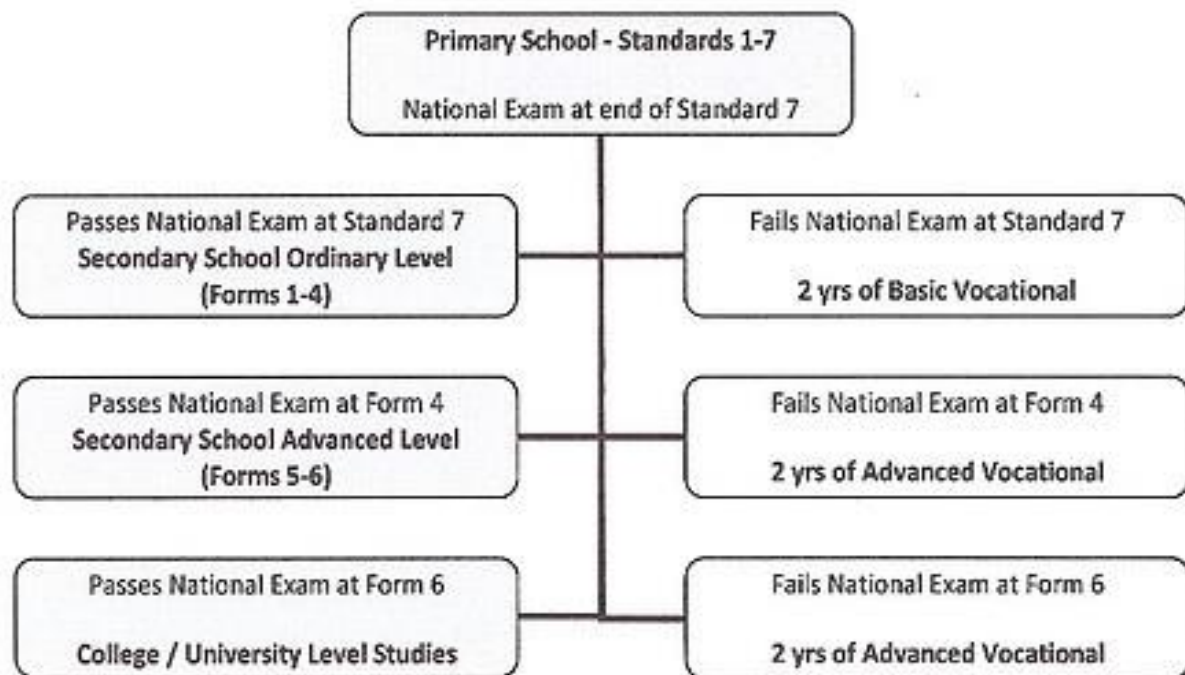 Primary School - Standards 1-7
National Exam at end of Standard 7
Passes National Exam at Standard 7
Secondary School Ordinary Level
(Forms 1-4)
Fails National Exam at Standard 7
2 yrs of Basic Vocational
Passes National Exam at Form 4
Secondary School Advanced Level
(Forms 5-6)
Fails National Exam at Form 4
2 yrs of Advanced Vocational
Passes National Exam at Form 6
College / University Level Studies
Fails National Exam at Form 6
2 yrs of Advanced Vocational